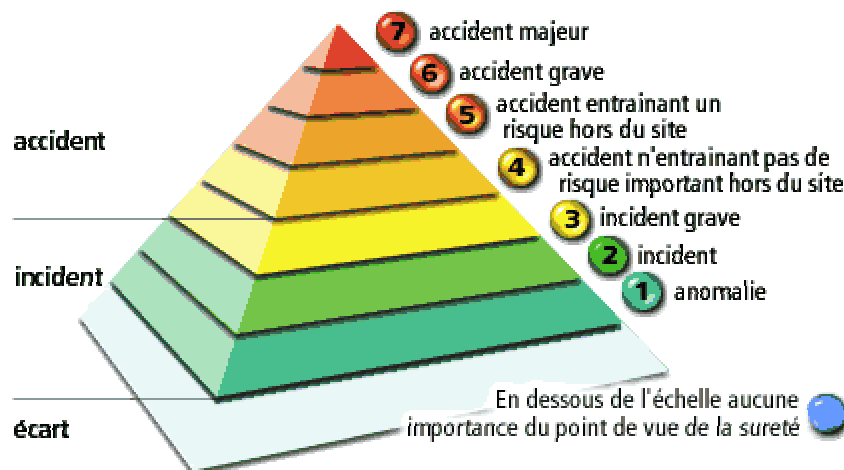 7 accident majeur
6 accident grave
5 accident entrainant un
risque hors du site
accident
4 accident n'entrainant pas de
risque important hors du site
3 incident grave
2 incident
incident
1 anomalie
En dessous de l'échelle aucune
importance du point de vue de la sureté
écart